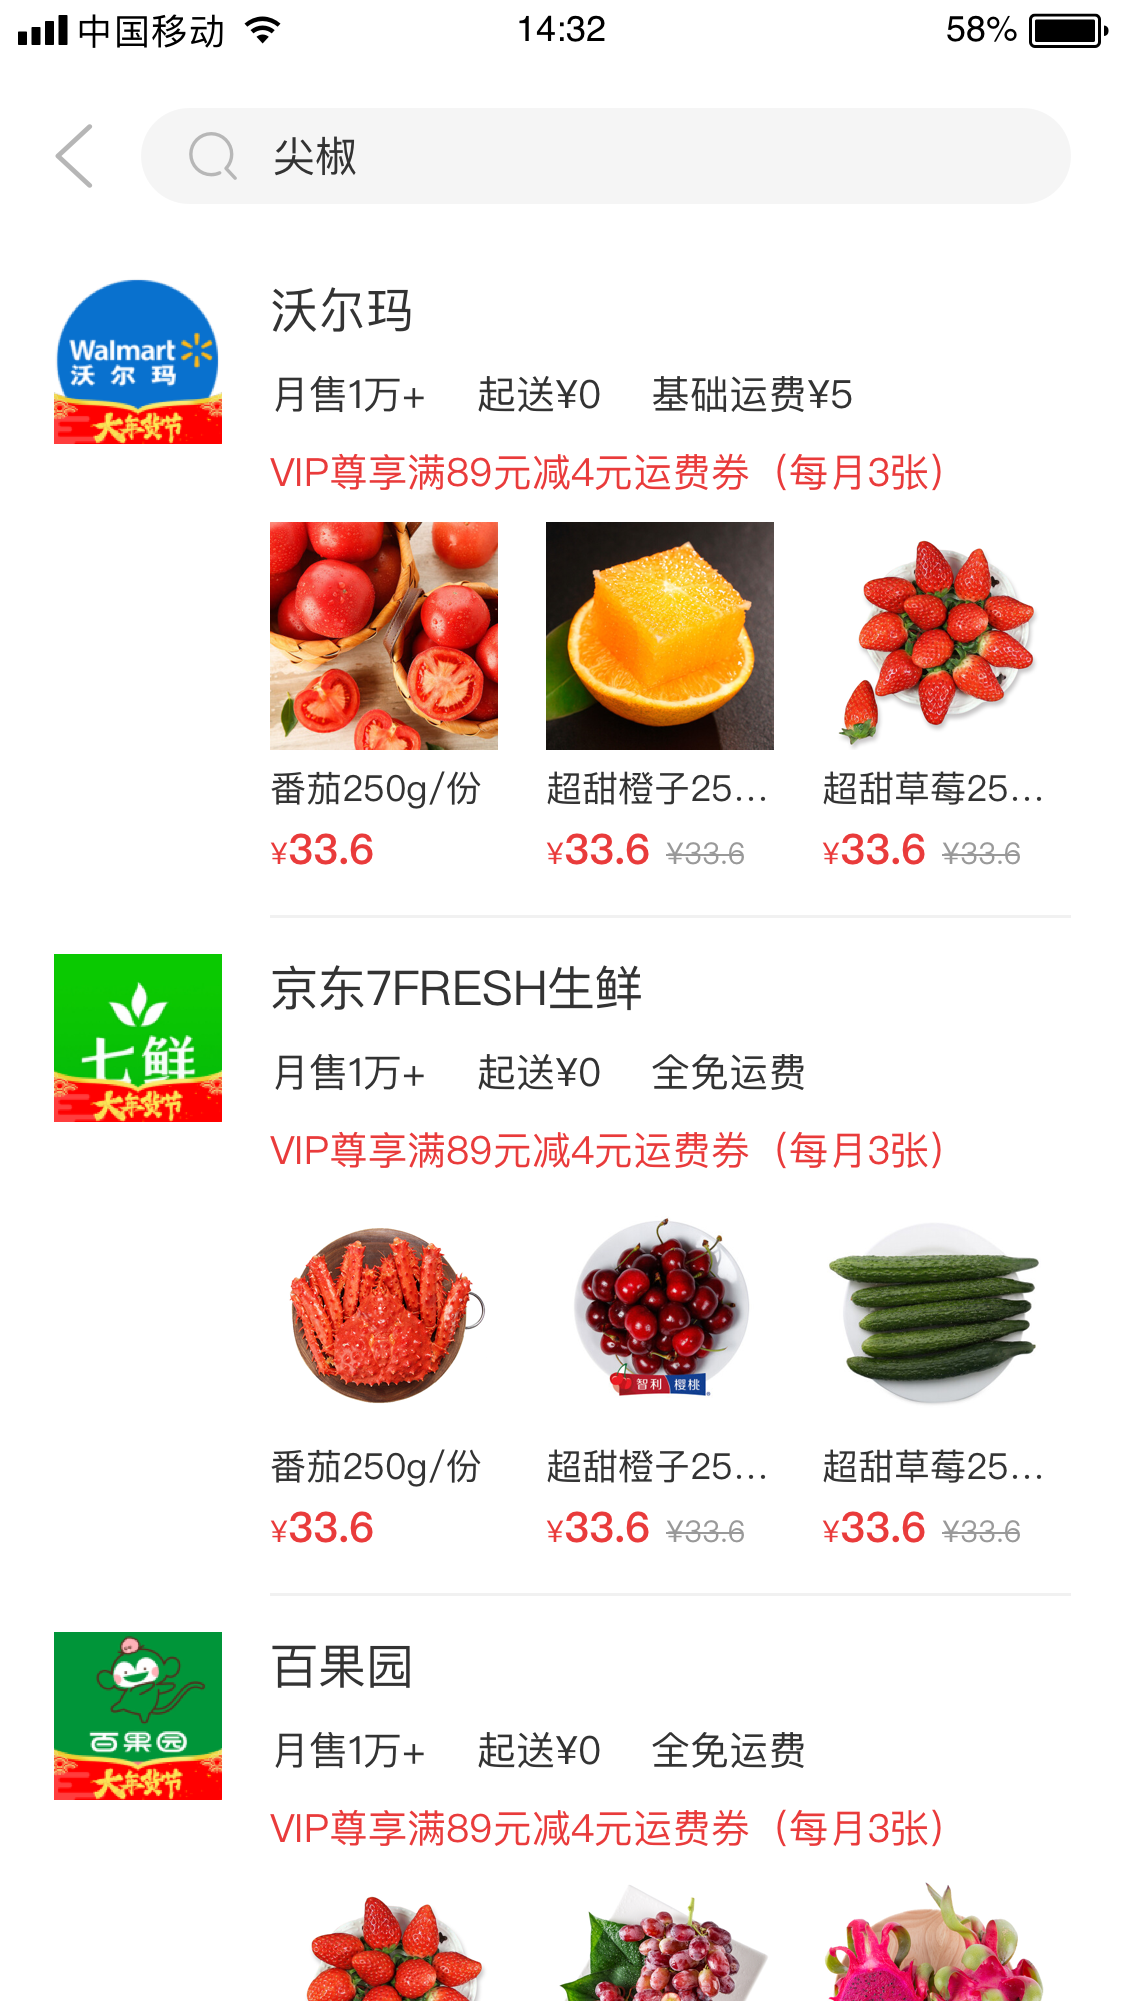 中国移动
14:32
58%
尖椒
Walmart
沃尔玛
大年货节
沃尔玛
月售1万+ 起送¥0 基础运费¥5
VIP尊享满89元减4元运费券（每月3张）
番茄250g/份 超甜橙子25... 超甜草莓25...
¥33.6 ¥33.6 ¥33.6 ¥33.6 ¥33.6
七鲜
大年货节
京东7FRESH生鲜
月售1万+ 起送¥0 全免运费
VIP尊享满89元减4元运费券（每月3张）
智利 樱桃
番茄250g/份 超甜橙子25... 超甜草莓25...
¥33.6 ¥33.6 ¥33.6 ¥33.6 ¥33.6
百果园
大年货节
百果园
月售1万+ 起送¥0 全免运费
VIP尊享满89元减4元运费券（每月3张）